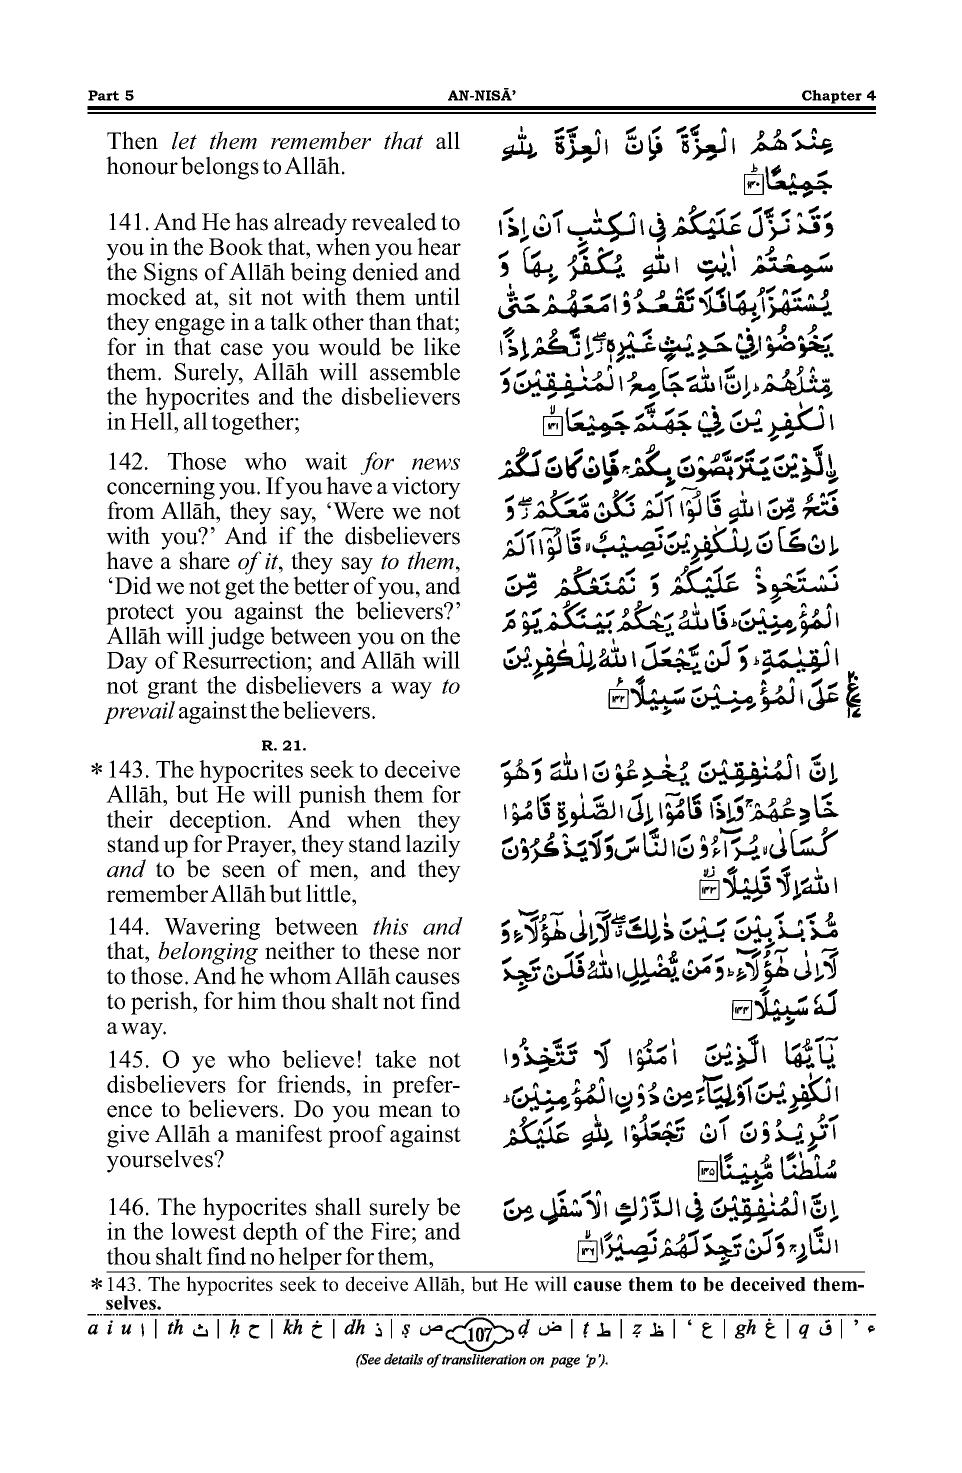 Part 5 AN-NISĀ’ Chapter 4
Then let them remember that all
honour belongs to Allāh.
عِنْدَهُمُ الْعِزَّةَ فَاِنَّ الْعِزَّةَ لِلّٰهِ
جَمِيْعًا ﴿۱۴۰﴾
141. And He has already revealed to
you in the Book that, when you hear
the Signs of Allāh being denied and
mocked at, sit not with them until
they engage in a talk other than that;
for in that case you would be like
them. Surely, Allāh will assemble
the hypocrites and the disbelievers
in Hell, all together;
وَقَدْ نَزَّلَ عَلَيْكُمْ فِي الْكِتٰبِ اَنْ اِذَا
سَمِعْتُمْ اٰيٰتِ اللّٰهِ يُكْفَرُ بِهَا وَ
يُسْتَهْزَاُ بِهَا فَلَا تَقْعُدُوْا مَعَهُمْ حَتّٰى
يَخُوْضُوْا فِيْ حَدِيْثٍ غَيْرِهٖۤ ۖ اِنَّكُمْ اِذًا
مِّثْلُهُمْ ؕ اِنَّ اللّٰهَ جَامِعُ الْمُنٰفِقِيْنَ وَ
الْكٰفِرِيْنَ فِيْ جَهَنَّمَ جَمِيْعًا ﴿۱۴۱﴾
142. Those who wait for news
concerning you. If you have a victory
from Allāh, they say, ‘Were we not
with you?’ And if the disbelievers
have a share of it, they say to them,
‘Did we not get the better of you, and
protect you against the believers?’
Allāh will judge between you on the
Day of Resurrection; and Allāh will
not grant the disbelievers a way to
prevail against the believers.
الَّذِيْنَ يَتَرَبَّصُوْنَ بِكُمْ ۚ فَاِنْ كَانَ لَكُمْ
فَتْحٌ مِّنَ اللّٰهِ قَالُوْۤا اَلَمْ نَكُنْ مَّعَكُمْ ۖ وَ
اِنْ كَانَ لِلْكٰفِرِيْنَ نَصِيْبٌ ۙ قَالُوْۤا اَلَمْ
نَسْتَحْوِذْ عَلَيْكُمْ وَ نَمْنَعْكُمْ مِّنَ
الْمُؤْمِنِيْنَ ؕ فَاللّٰهُ يَحْكُمُ بَيْنَكُمْ يَوْمَ
الْقِيٰمَةِ ؕ وَ لَنْ يَّجْعَلَ اللّٰهُ لِلْكٰفِرِيْنَ
عَلَى الْمُؤْمِنِيْنَ سَبِيْلًا ﴿۱۴۲﴾
R. 21.
*143. The hypocrites seek to deceive
Allāh, but He will punish them for
their deception. And when they
stand up for Prayer, they stand lazily
and to be seen of men, and they
remember Allāh but little,
اِنَّ الْمُنٰفِقِيْنَ يُخٰدِعُوْنَ اللّٰهَ وَهُوَ
خَادِعُهُمْ ۚ وَاِذَا قَامُوْۤا اِلَى الصَّلٰوةِ قَامُوْا
كُسَالٰى ۙ يُرَآءُوْنَ النَّاسَ وَلَا يَذْكُرُوْنَ
اللّٰهَ اِلَّا قَلِيْلًا ﴿۱۴۳﴾
144. Wavering between this and
that, belonging neither to these nor
to those. And he whom Allāh causes
to perish, for him thou shalt not find
a way.
مُّذَبْذَبِيْنَ بَيْنَ ذٰلِكَ ۖ لَاۤ اِلٰى هٰۤؤُلَآءِ وَ
لَاۤ اِلٰى هٰۤؤُلَآءِ ؕ وَ مَنْ يُّضْلِلِ اللّٰهُ فَلَنْ تَجِدَ
لَهٗ سَبِيْلًا ﴿۱۴۴﴾
145. O ye who believe! take not
disbelievers for friends, in prefer-
ence to believers. Do you mean to
give Allāh a manifest proof against
yourselves?
يٰۤاَيُّهَا الَّذِيْنَ اٰمَنُوْا لَا تَتَّخِذُوا
الْكٰفِرِيْنَ اَوْلِيَآءَ مِنْ دُوْنِ الْمُؤْمِنِيْنَ ؕ
اَتُرِيْدُوْنَ اَنْ تَجْعَلُوْا لِلّٰهِ عَلَيْكُمْ
سُلْطٰنًا مُّبِيْنًا ﴿۱۴۵﴾
146. The hypocrites shall surely be
in the lowest depth of the Fire; and
thou shalt find no helper for them,
اِنَّ الْمُنٰفِقِيْنَ فِي الدَّرْكِ الْاَسْفَلِ مِنَ
النَّارِ ۚ وَلَنْ تَجِدَ لَهُمْ نَصِيْرًا ﴿۱۴۶﴾
*143. The hypocrites seek to deceive Allāh, but He will cause them to be deceived them-
selves.
a i u ا | th ث | ḥ ح | kh خ | dh ذ | ṣ ص 107 ḍ ض | ṭ ط | ẓ ظ | ‘ ع | gh غ | q ق | ’ ء
(See details of transliteration on page ‘p’).